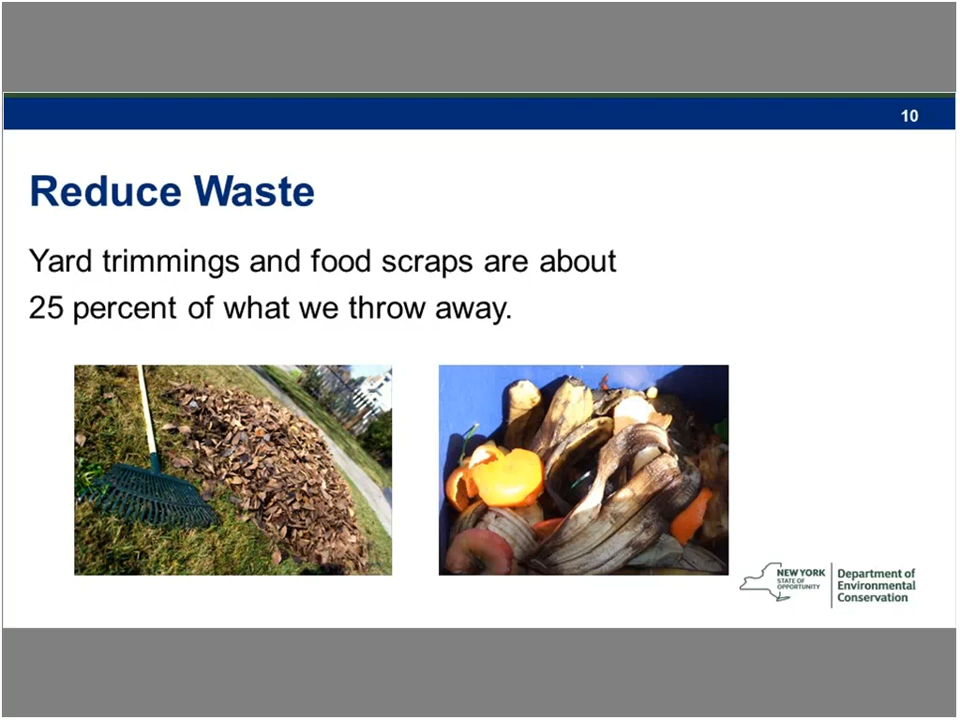 10
Reduce Waste
Yard trimmings and food scraps are about
25 percent of what we throw away.
NEW YORK
STATE OF
OPPORTUNITY
Department of
Environmental
Conservation